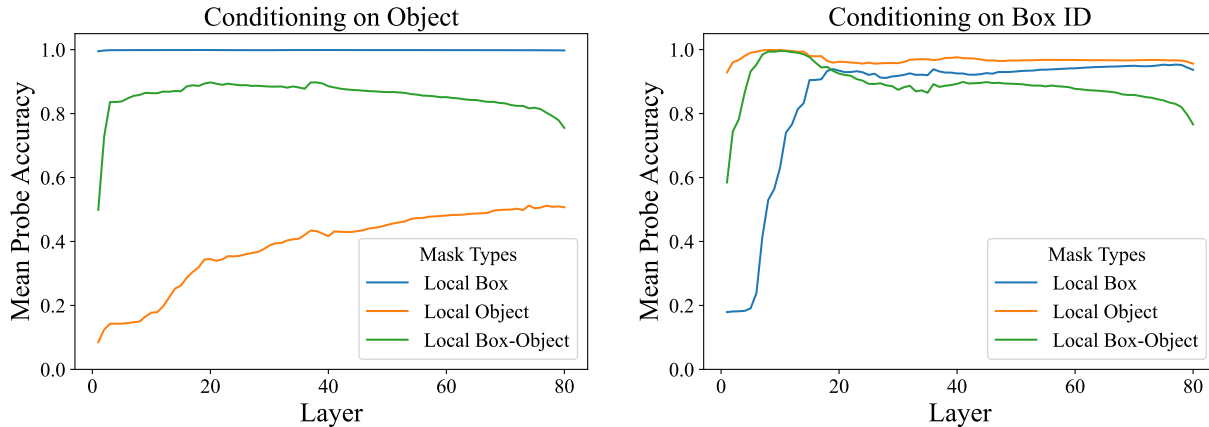 Conditioning on Object
Mean Probe Accuracy
1.0
0.8
0.6
0.4
0.2
0.0
Mask Types
Local Box
Local Object
Local Box-Object
0 20 40 60 80
Layer
Conditioning on Box ID
Mean Probe Accuracy
1.0
0.8
0.6
0.4
0.2
0.0
Mask Types
Local Box
Local Object
Local Box-Object
0 20 40 60 80
Layer